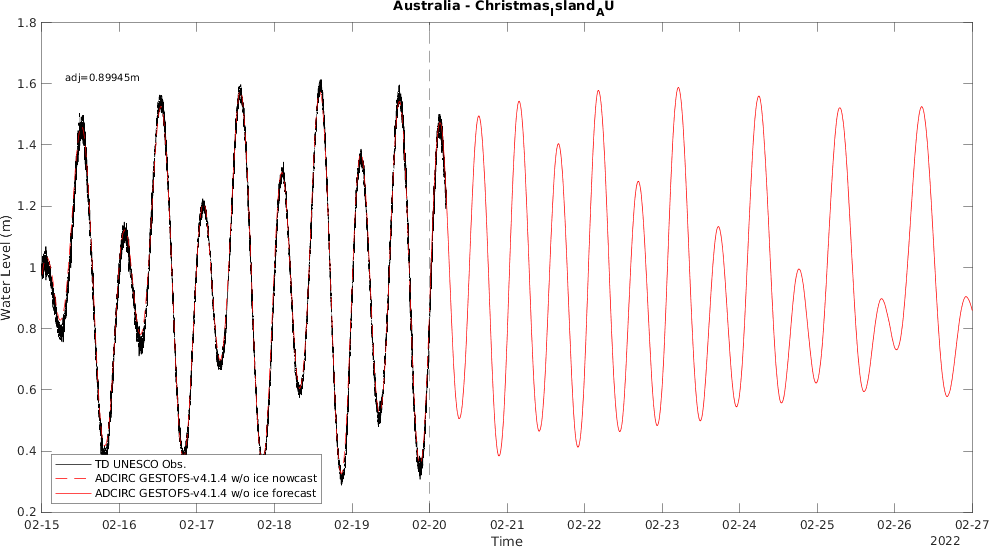 Australia - Christmas_Island_AU
1.8
1.6
1.4
1.2
1
0.8
0.6
0.4
0.2
Water Level (m)
adj=0.89945m
TD UNESCO Obs.
ADCIRC GESTOFS-v4.1.4 w/o ice nowcast
ADCIRC GESTOFS-v4.1.4 w/o ice forecast
02-15 02-16 02-17 02-18 02-19 02-20 02-21 02-22 02-23 02-24 02-25 02-26 02-27
Time
2022